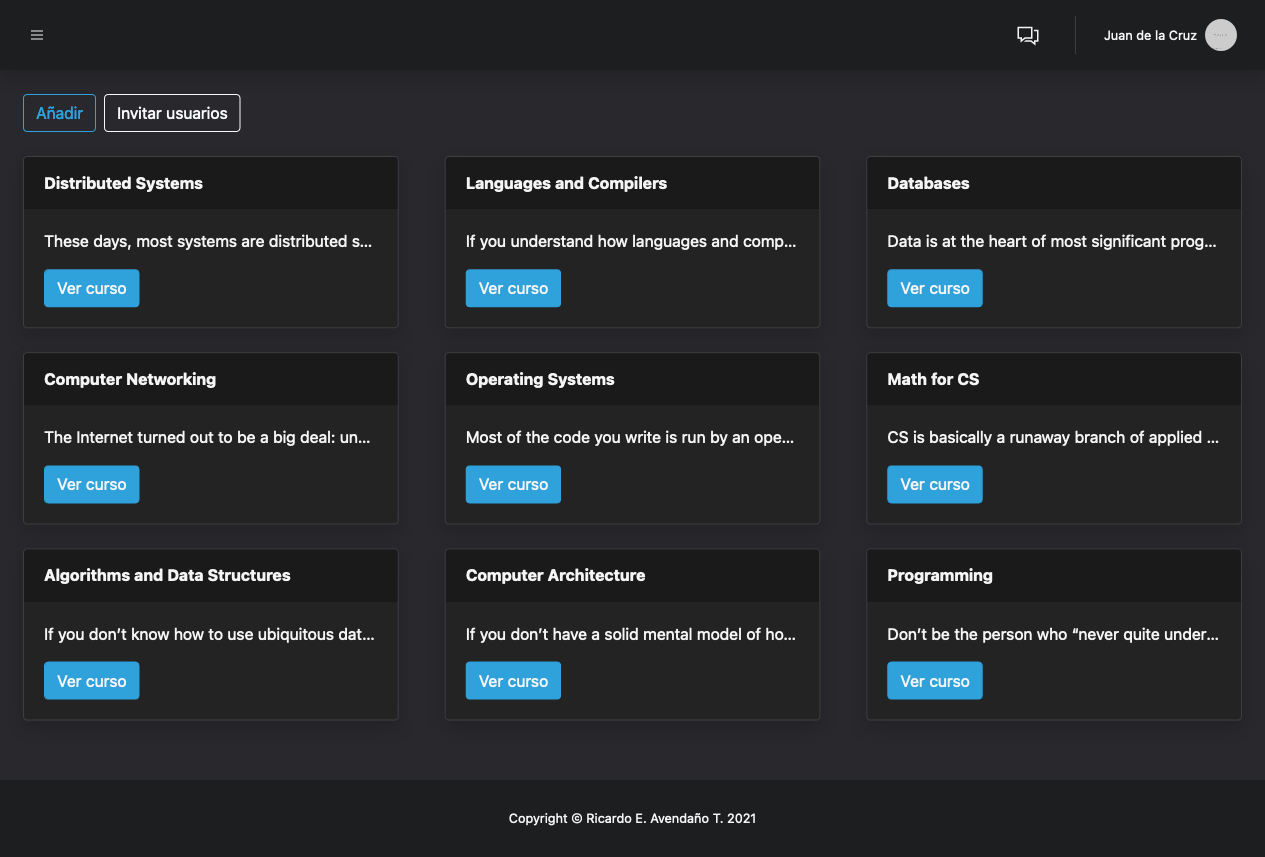 Juan de la Cruz
Añadir
Invitar usuarios
Distributed Systems
These days, most systems are distributed s...
Ver curso
Languages and Compilers
If you understand how languages and comp...
Ver curso
Databases
Data is at the heart of most significant prog...
Ver curso
Computer Networking
The Internet turned out to be a big deal: un...
Ver curso
Operating Systems
Most of the code you write is run by an ope...
Ver curso
Math for CS
CS is basically a runaway branch of applied ...
Ver curso
Algorithms and Data Structures
If you don’t know how to use ubiquitous dat...
Ver curso
Computer Architecture
If you don’t have a solid mental model of ho...
Ver curso
Programming
Don’t be the person who “never quite under...
Ver curso
Copyright © Ricardo E. Avendaño T. 2021